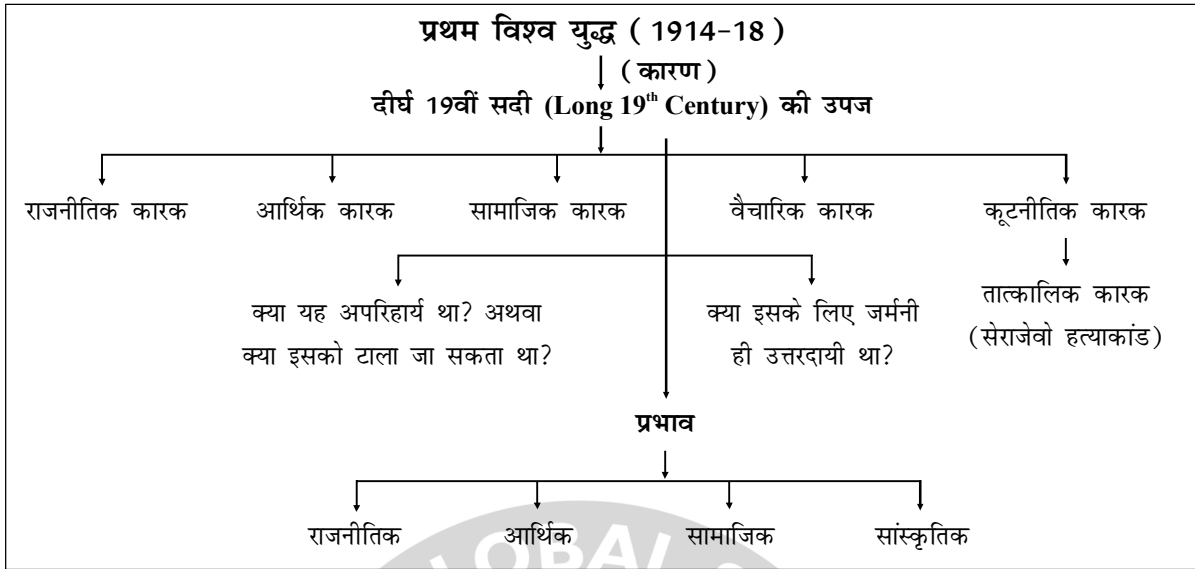 प्रथम विश्व युद्ध ( 1914-18 )
( कारण )
दीर्घ 19वीं सदी (Long 19th Century) की उपज
राजनीतिक कारक
आर्थिक कारक
सामाजिक कारक
वैचारिक कारक
कूटनीतिक कारक
क्या यह अपरिहार्य था? अथवा
क्या इसको टाला जा सकता था?
क्या इसके लिए जर्मनी
ही उत्तरदायी था?
तात्कालिक कारक
(सेराजेवो हत्याकांड)
प्रभाव
राजनीतिक
आर्थिक
सामाजिक
सांस्कृतिक